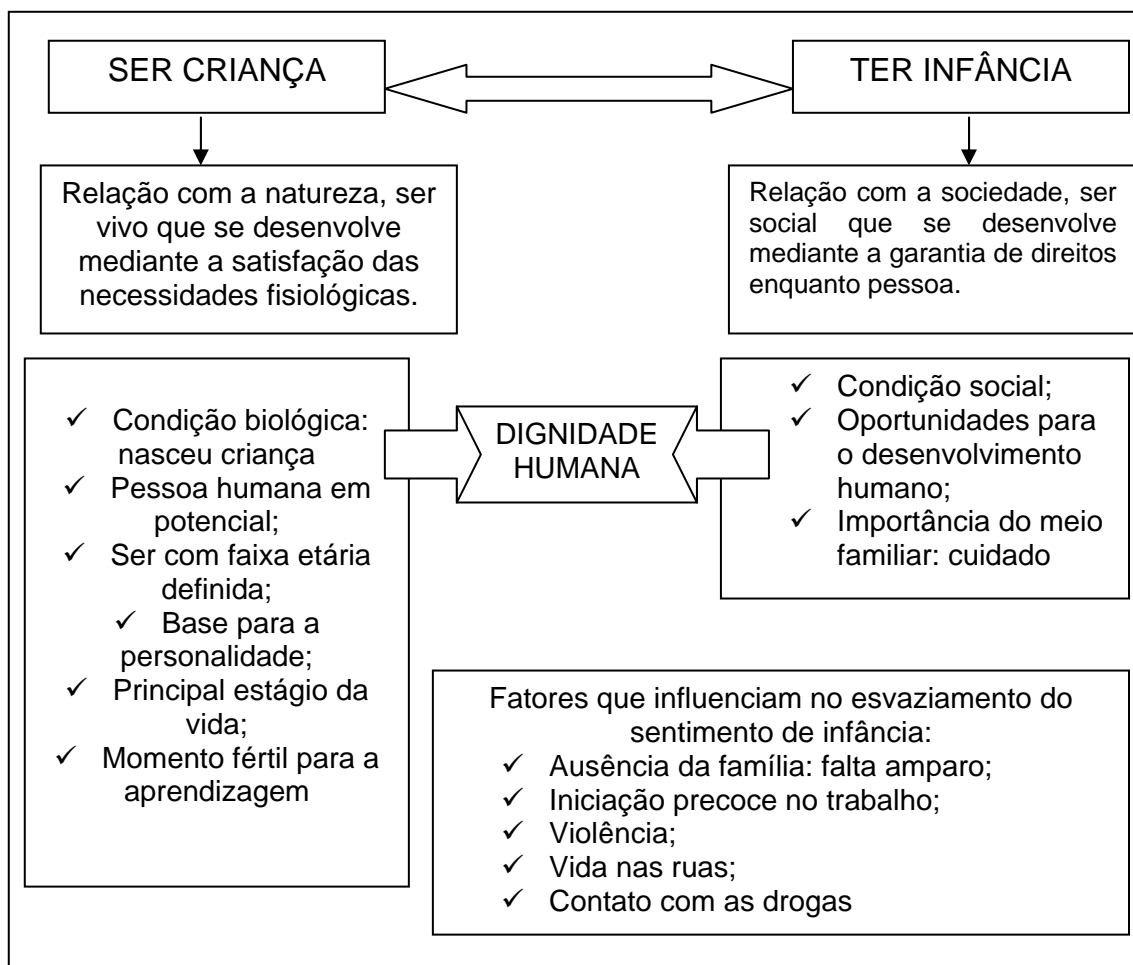 SER CRIANÇA
TER INFÂNCIA
Relação com a natureza, ser
vivo que se desenvolve
mediante a satisfação das
necessidades fisiológicas.
Relação com a sociedade, ser
social que se desenvolve
mediante a garantia de direitos
enquanto pessoa.
✓ Condição biológica:
nasceu criança
✓ Pessoa humana em
potencial;
✓ Ser com faixa etária
definida;
✓ Base para a
personalidade;
✓ Principal estágio da
vida;
✓ Momento fértil para a
aprendizagem
DIGNIDADE
HUMANA
✓ Condição social;
✓ Oportunidades para
o desenvolvimento
humano;
✓ Importância do meio
familiar: cuidado
Fatores que influenciam no esvaziamento do
sentimento de infância:
✓ Ausência da família: falta amparo;
✓ Iniciação precoce no trabalho;
✓ Violência;
✓ Vida nas ruas;
✓ Contato com as drogas